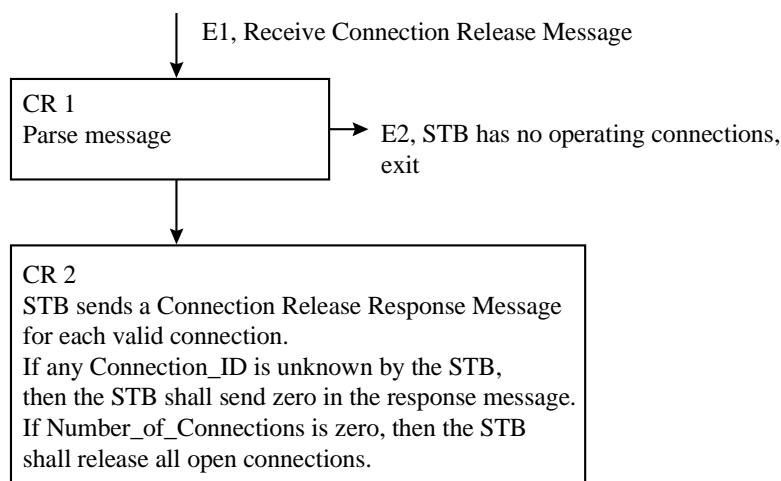 E1, Receive Connection Release Message
CR 1
Parse message
E2, STB has no operating connections,
exit
CR 2
STB sends a Connection Release Response Message
for each valid connection.
If any Connection_ID is unknown by the STB,
then the STB shall send zero in the response message.
If Number_of_Connections is zero, then the STB
shall release all open connections.